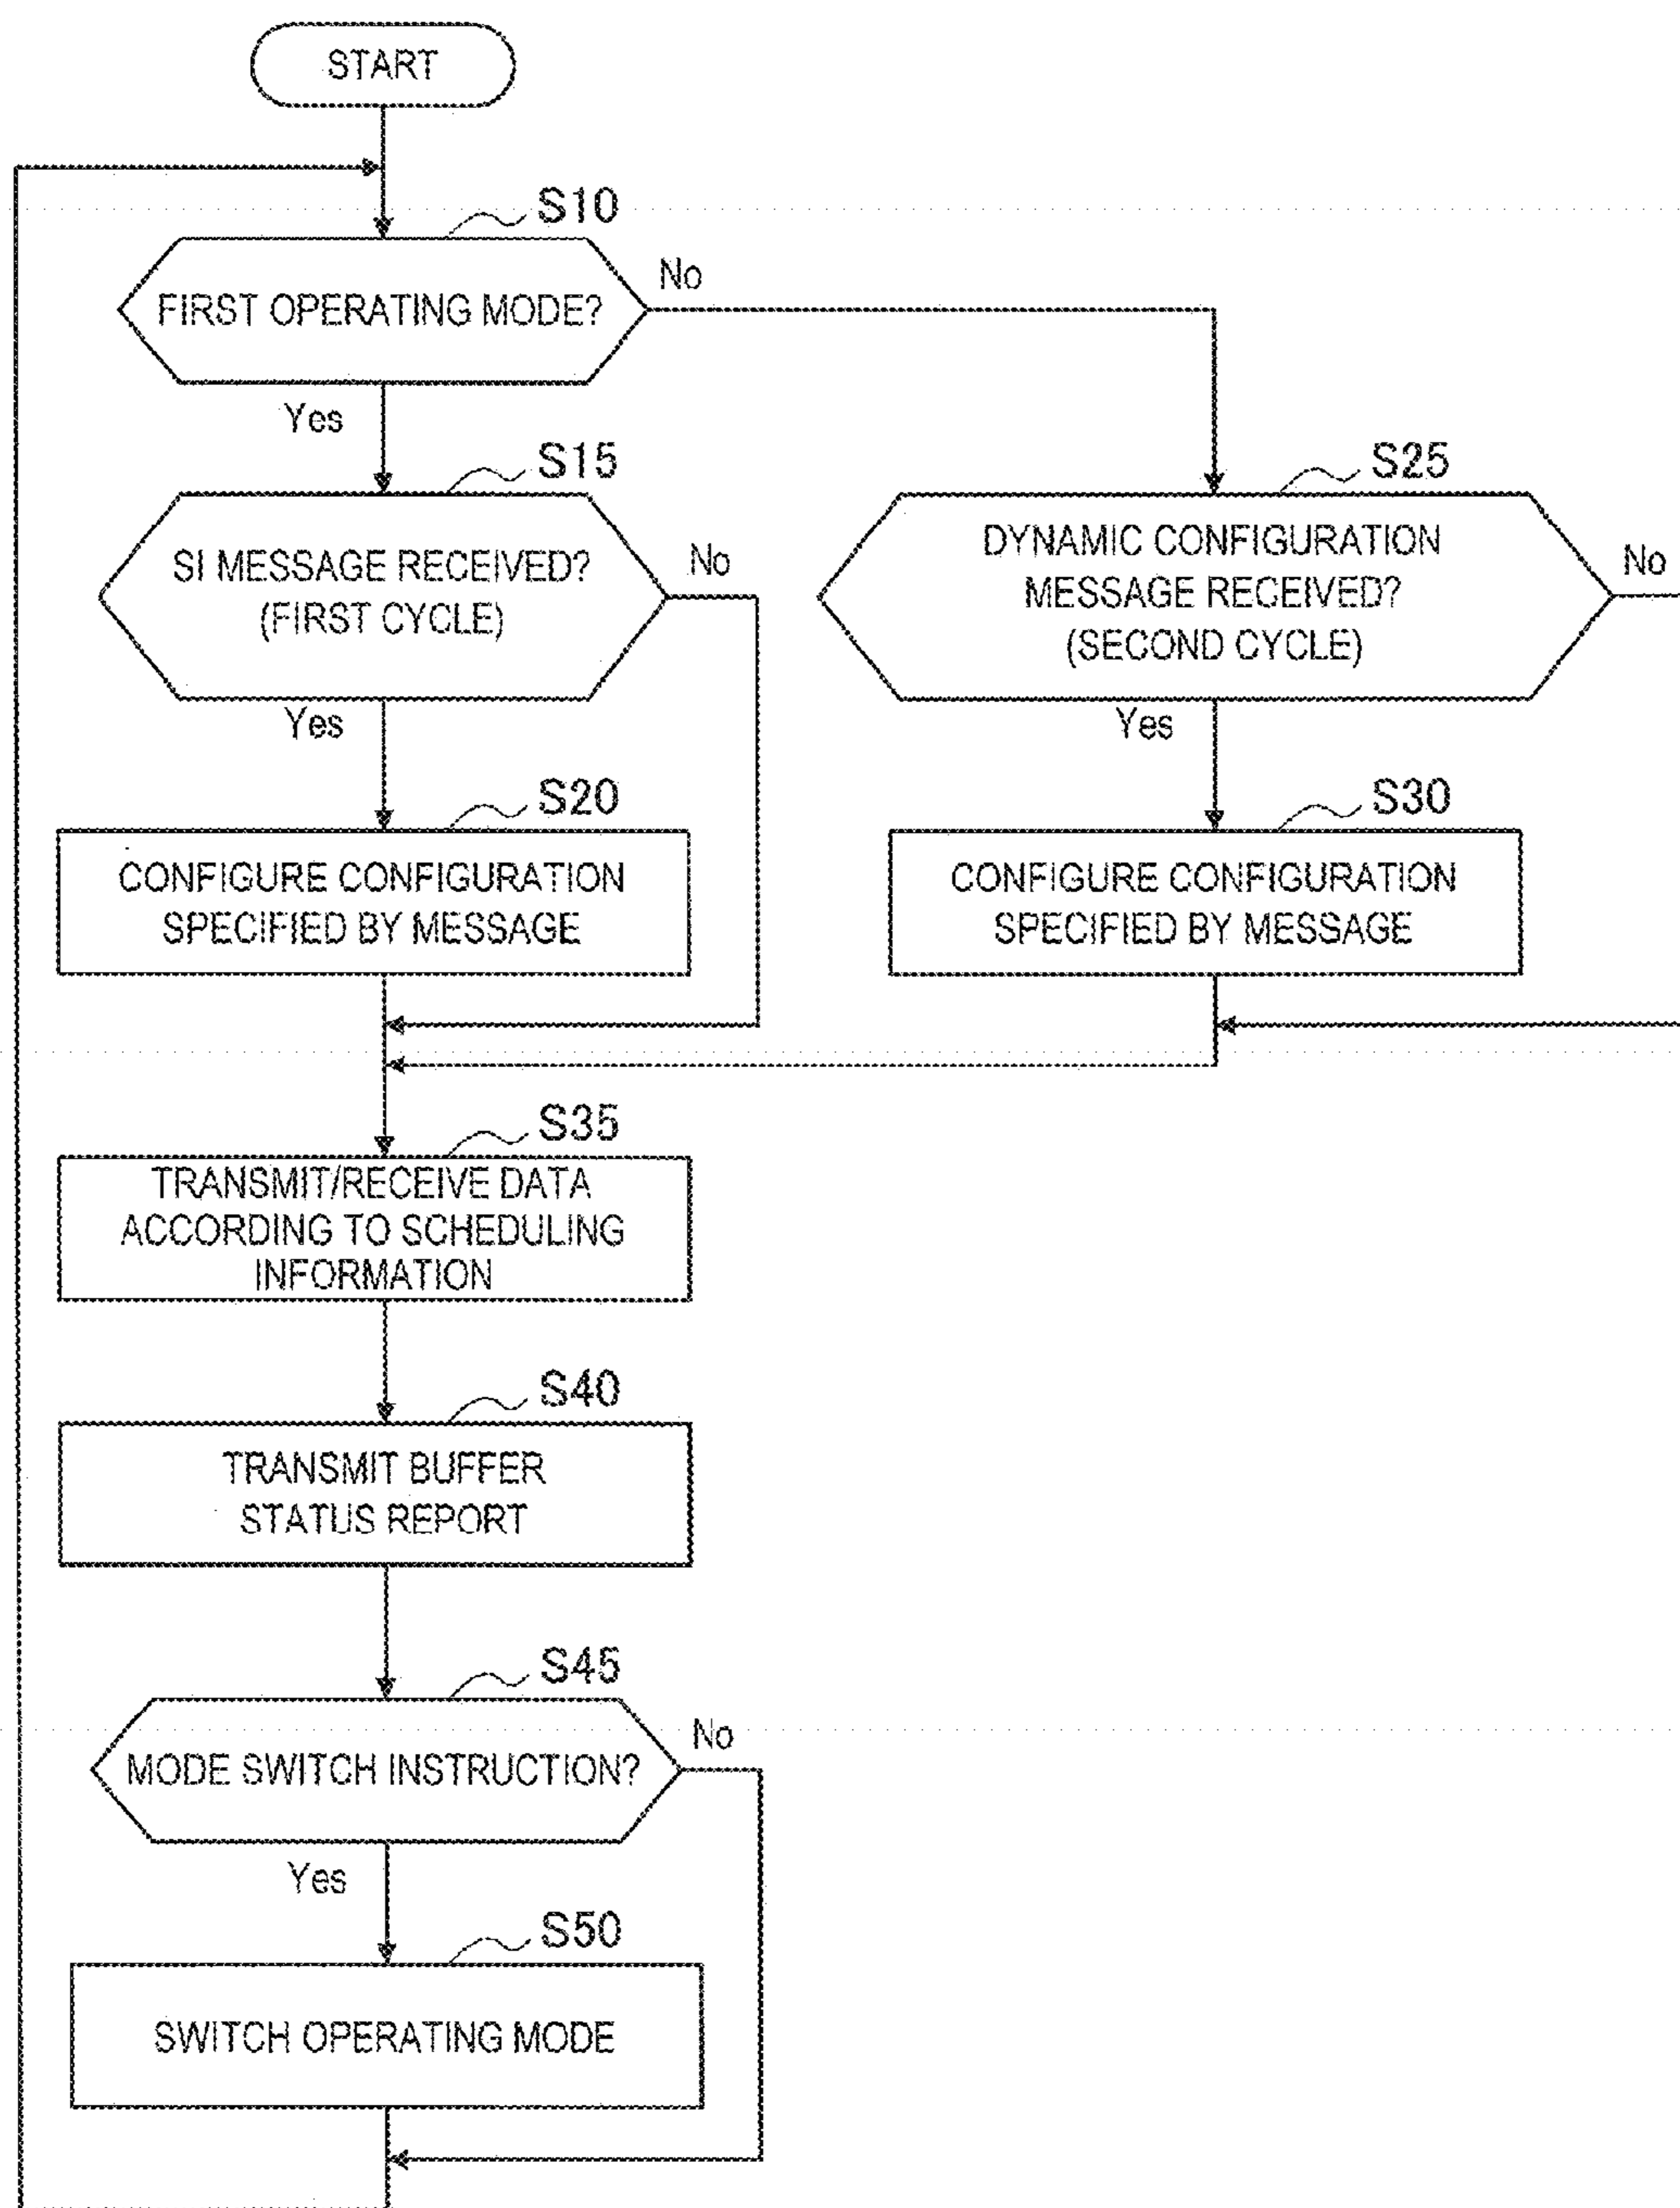 START
S10
FIRST OPERATING MODE?
No
Yes
S15
SI MESSAGE RECEIVED?
(FIRST CYCLE)
No
Yes
S25
DYNAMIC CONFIGURATION
MESSAGE RECEIVED?
(SECOND CYCLE)
No
Yes
S20
CONFIGURE CONFIGURATION
SPECIFIED BY MESSAGE
S30
CONFIGURE CONFIGURATION
SPECIFIED BY MESSAGE
S35
TRANSMIT/RECEIVE DATA
ACCORDING TO SCHEDULING
INFORMATION
S40
TRANSMIT BUFFER
STATUS REPORT
S45
MODE SWITCH INSTRUCTION?
No
Yes
S50
SWITCH OPERATING MODE